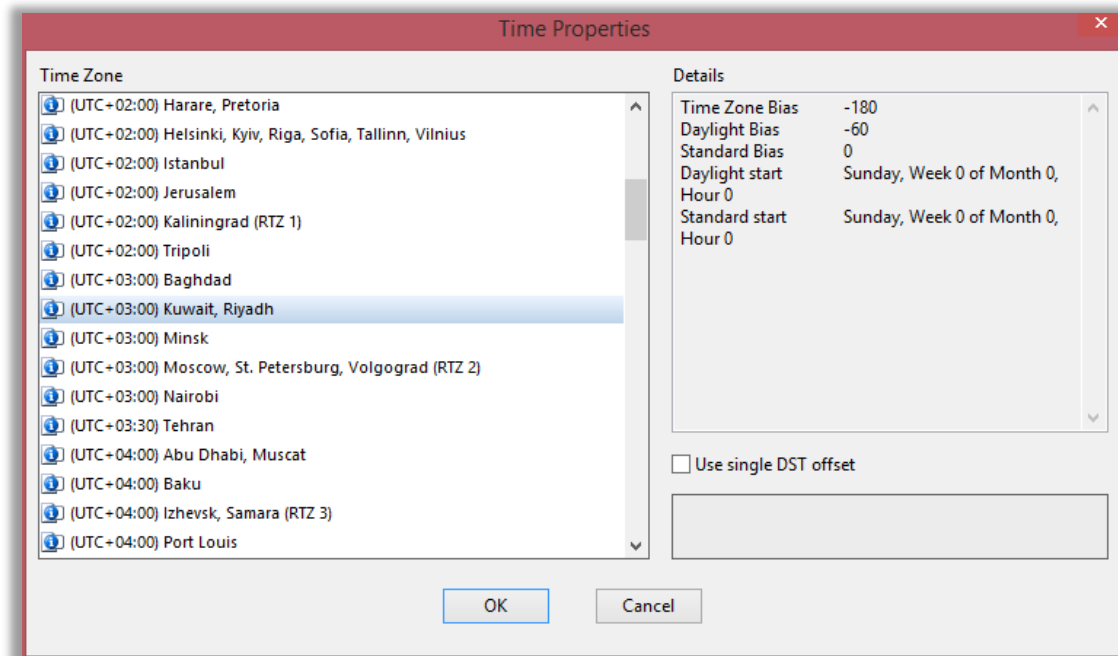 Time Properties
Time Zone
(UTC+02:00) Harare, Pretoria
(UTC+02:00) Helsinki, Kyiv, Riga, Sofia, Tallinn, Vilnius
(UTC+02:00) Istanbul
(UTC+02:00) Jerusalem
(UTC+02:00) Kaliningrad (RTZ 1)
(UTC+02:00) Tripoli
(UTC+03:00) Baghdad
(UTC+03:00) Kuwait, Riyadh
(UTC+03:00) Minsk
(UTC+03:00) Moscow, St. Petersburg, Volgograd (RTZ 2)
(UTC+03:00) Nairobi
(UTC+03:30) Tehran
(UTC+04:00) Abu Dhabi, Muscat
(UTC+04:00) Baku
(UTC+04:00) Izhevsk, Samara (RTZ 3)
(UTC+04:00) Port Louis
Details
Time Zone Bias -180
Daylight Bias -60
Standard Bias 0
Daylight start Sunday, Week 0 of Month 0,
Hour 0
Standard start Sunday, Week 0 of Month 0,
Hour 0
Use single DST offset
OK Cancel